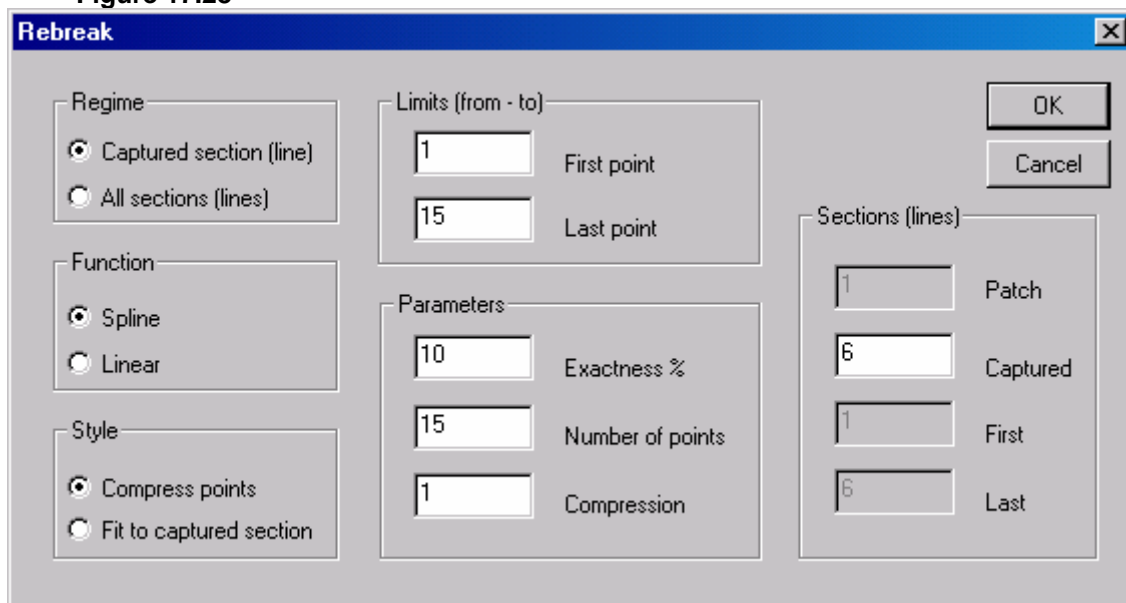 Rebreak
Regime
Captured section (line)
All sections (lines)
Function
Spline
Linear
Style
Compress points
Fit to captured section
Limits (from - to)
1 First point
15 Last point
Parameters
10 Exactness %
15 Number of points
1 Compression
OK
Cancel
Sections (lines)
1 Patch
6 Captured
1 First
6 Last